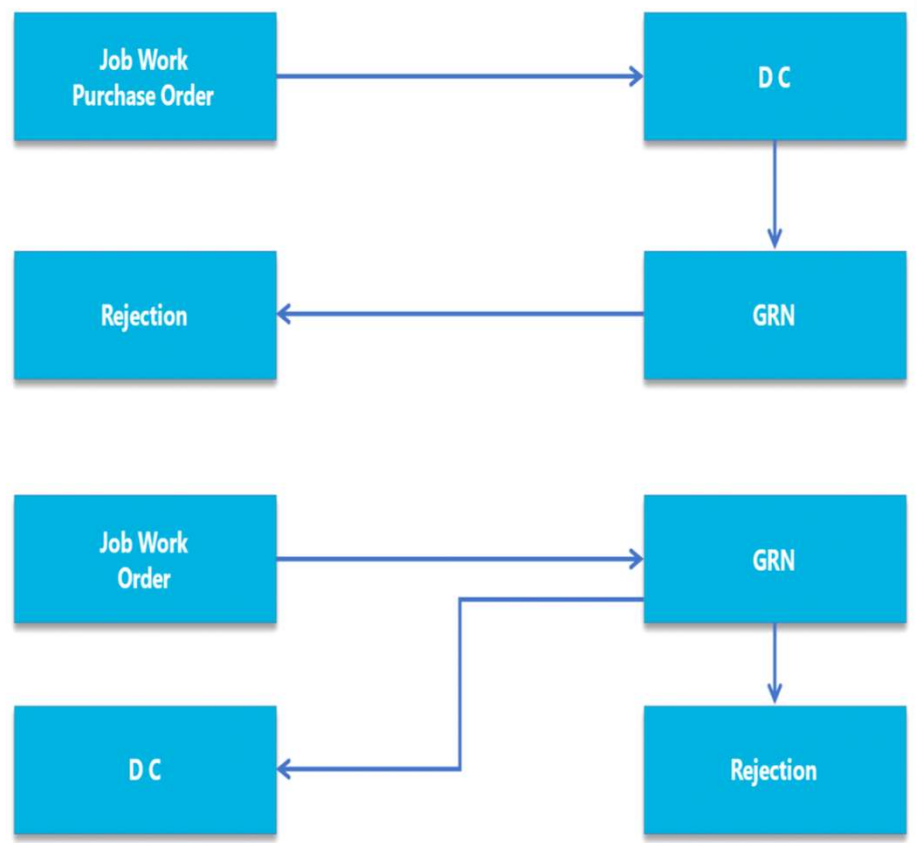 Job Work
Purchase Order
D C
Rejection
GRN
Job Work
Order
GRN
D C
Rejection